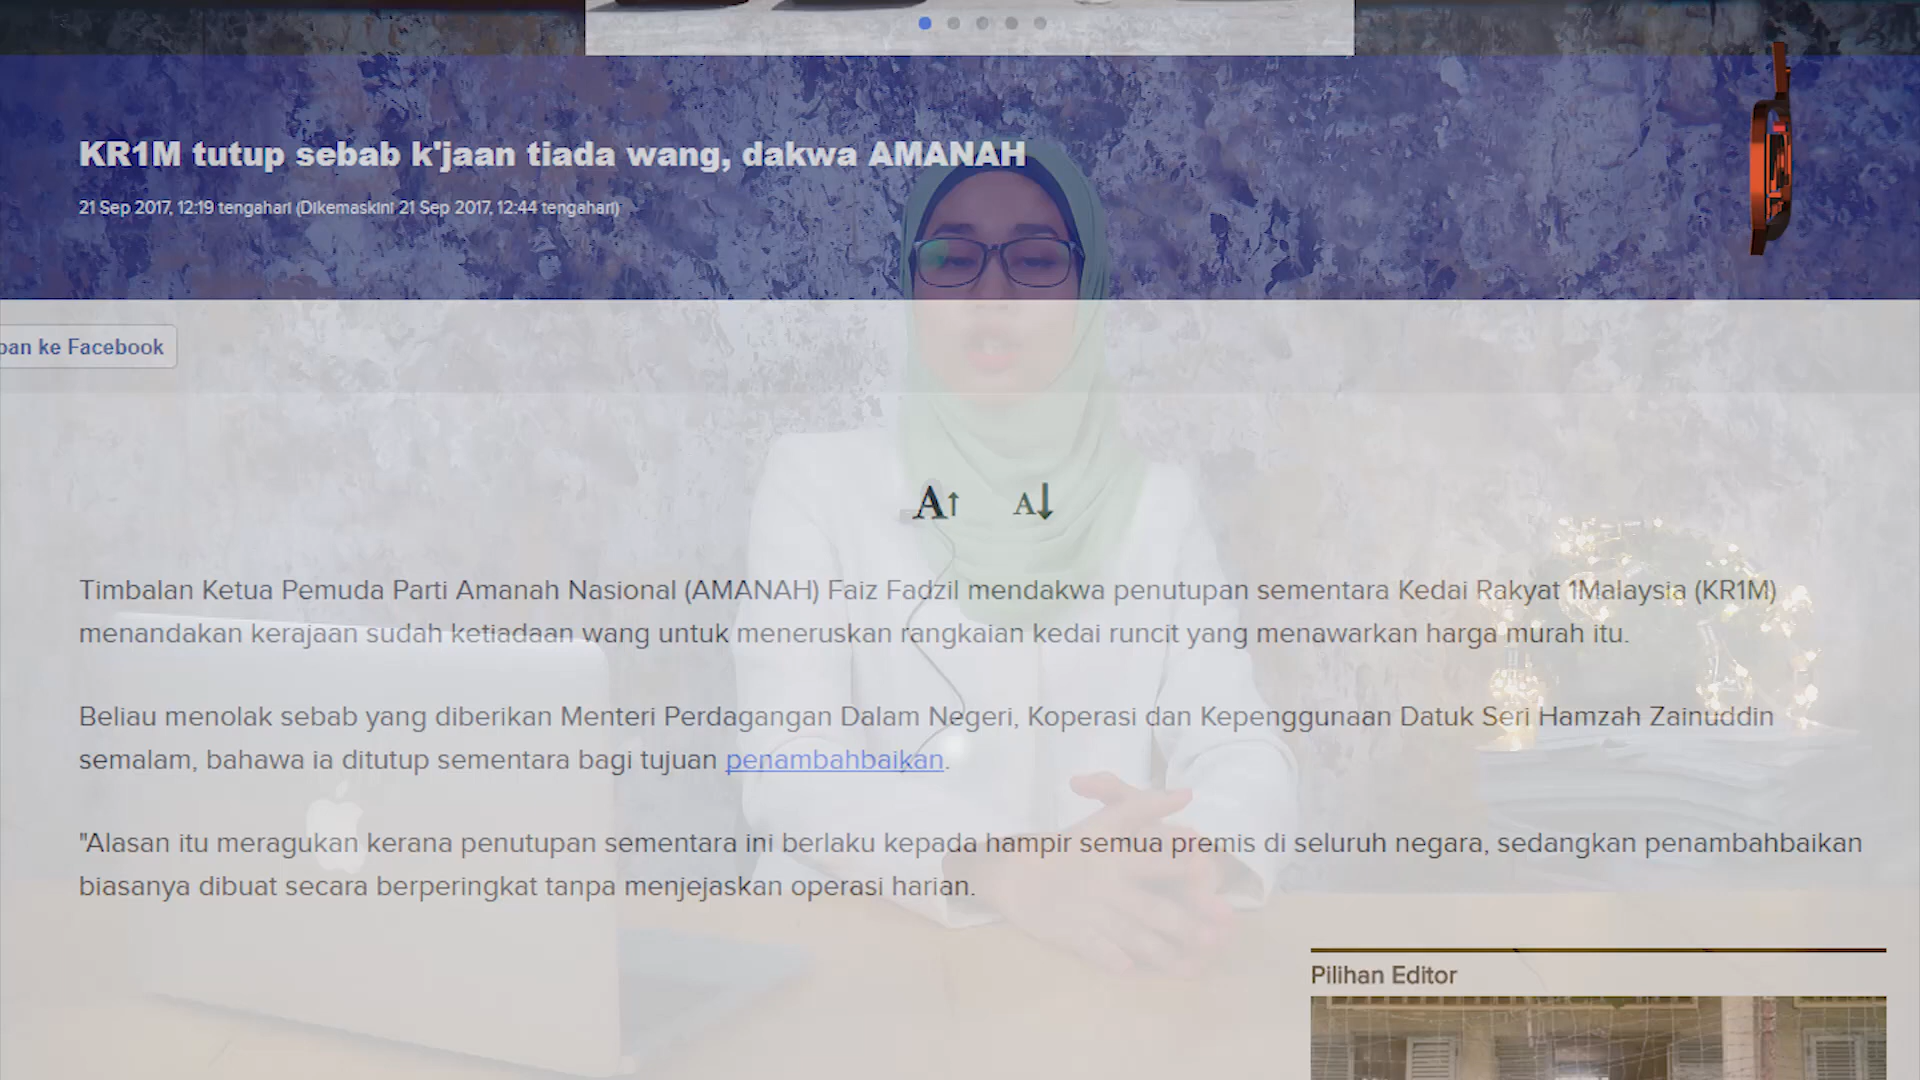 KR1M tutup sebab k'jaan tiada wang, dakwa AMANAH
21 Sep 2017, 12:19 tengahari (Dikemaskini 21 Sep 2017, 12:44 tengahari)
ke Facebook
A↑ A↓
Timbalan Ketua Pemuda Parti Amanah Nasional (AMANAH) Faiz Fadzil mendakwa penutupan sementara Kedai Rakyat 1Malaysia (KR1M)
menandakan kerajaan sudah ketiadaan wang untuk meneruskan rangkaian kedai runcit yang menawarkan harga murah itu.
Beliau menolak sebab yang diberikan Menteri Perdagangan Dalam Negeri, Koperasi dan Kepenggunaan Datuk Seri Hamzah Zainuddin
semalam, bahawa ia ditutup sementara bagi tujuan penambahbaikan.
"Alasan itu meragukan kerana penutupan sementara ini berlaku kepada hampir semua premis di seluruh negara, sedangkan penambahbaikan
biasanya dibuat secara berperingkat tanpa menjejaskan operasi harian.
Pilihan Editor